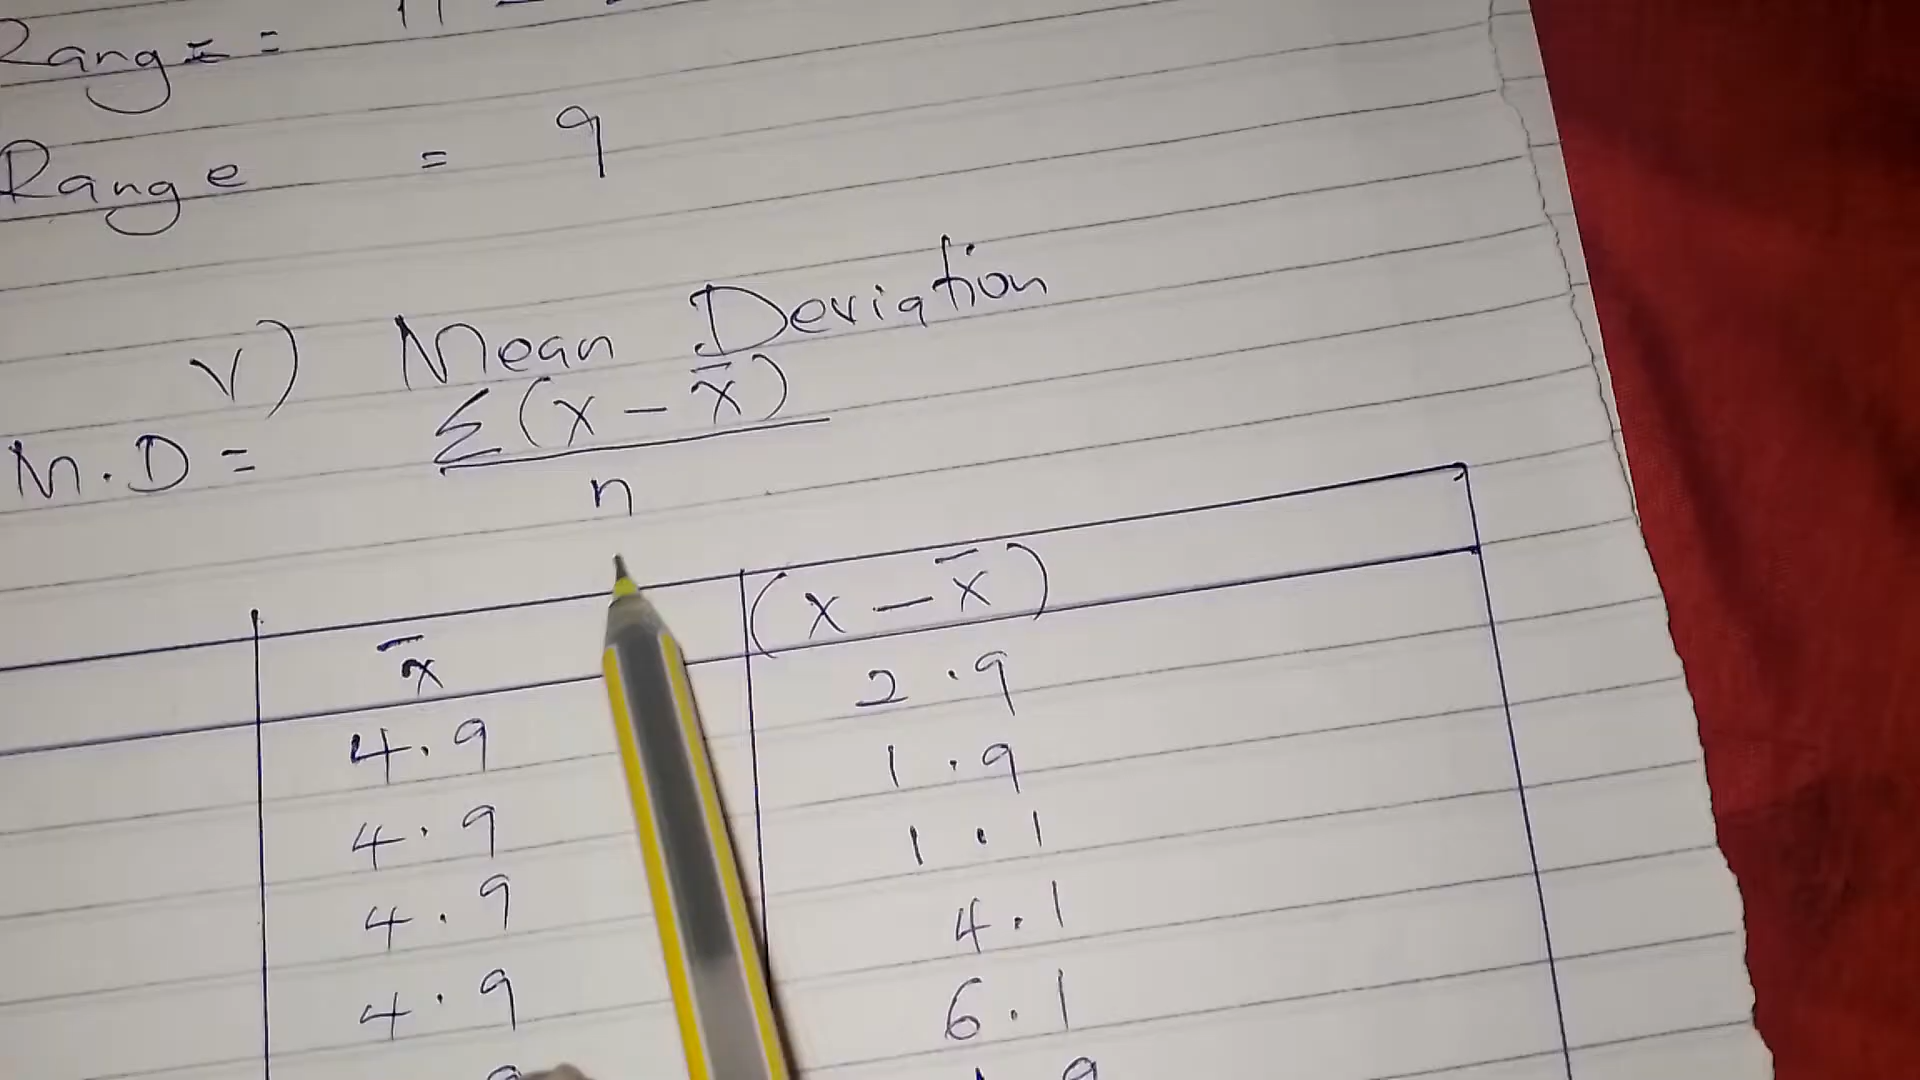 Range =
Range = 9
v) Mean Deviation
M.D = Σ(x - x̄)
n
x̄ (x - x̄)
4.9 2.9
4.9 1.9
4.9 1.1
4.9 4.1
6.1